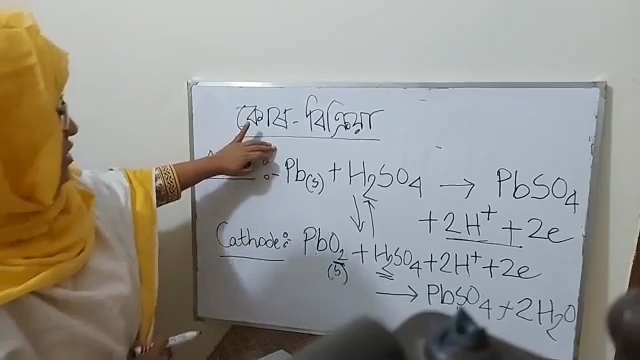 কোষ-বিক্রিয়া
:- Pb(s) + H2SO4 → PbSO4
+ 2H+ + 2e
Cathode: PbO2(s) + H2SO4 + 2H+ + 2e
→ PbSO4 + 2H2O